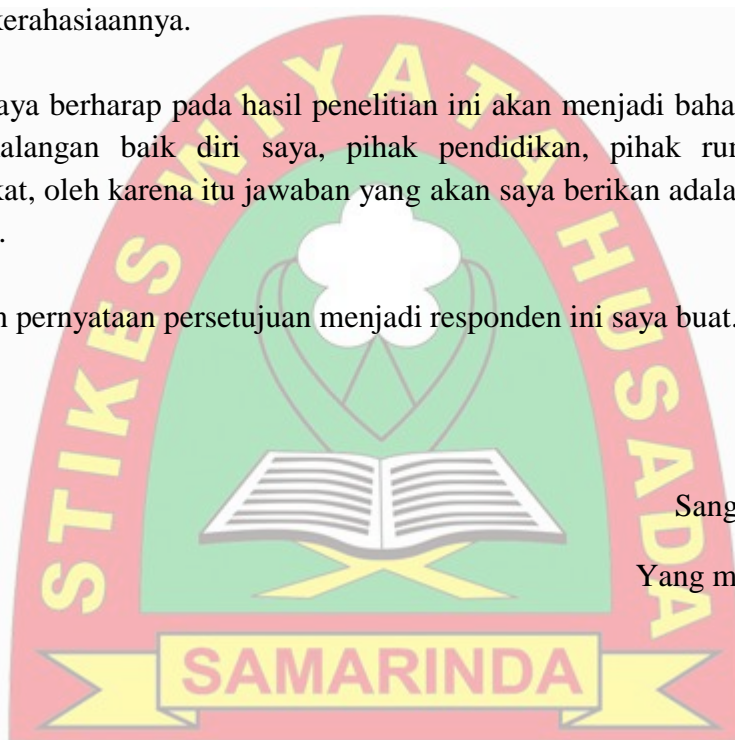 kerahasiaannya.
aya berharap pada hasil penelitian ini akan menjadi baha
alangan baik diri saya, pihak pendidikan, pihak rur
kat, oleh karena itu jawaban yang akan saya berikan adala
.
n pernyataan persetujuan menjadi responden ini saya buat.
Sang
Yang m
STIKES WIYATA HUSADA
SAMARINDA